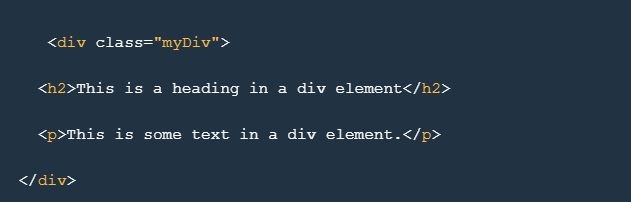 <div class="myDiv">
<h2>This is a heading in a div element</h2>
<p>This is some text in a div element.</p>
</div>